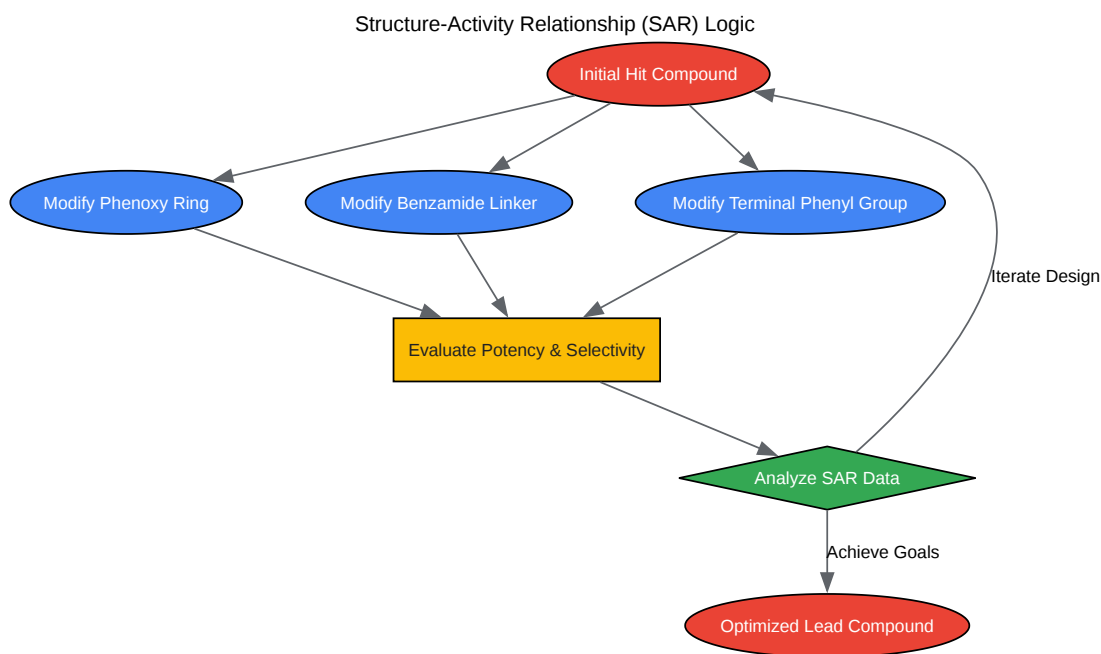 Structure-Activity Relationship (SAR) Logic
Initial Hit Compound
Modify Phenoxy Ring
Modify Benzamide Linker
Modify Terminal Phenyl Group
Iterate Design
Evaluate Potency & Selectivity
Analyze SAR Data
Achieve Goals
Optimized Lead Compound